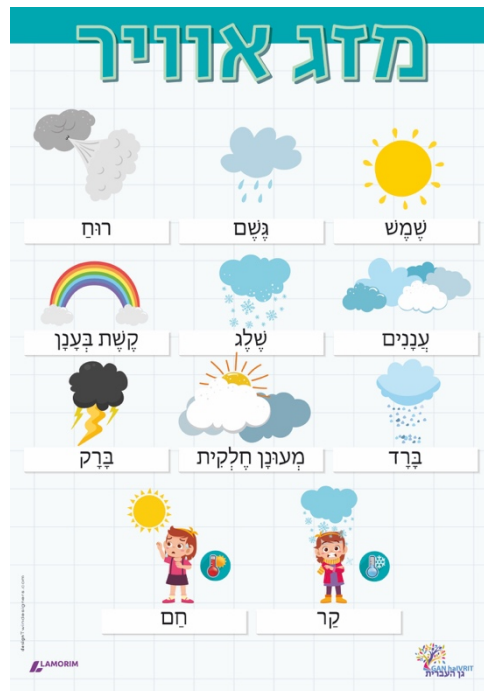 מזג אוויר
שֶׁמֶשׁ
גֶּשֶׁם
רוּחַ
עֲנָנִים
שֶׁלֶג
קֶשֶׁת בְּעָנָן
בָּרָד
מְעוּנָן חֶלְקִית
בָּרָק
קַר
חַם
LAMORIM
GAN haIVRIT
גן העברית